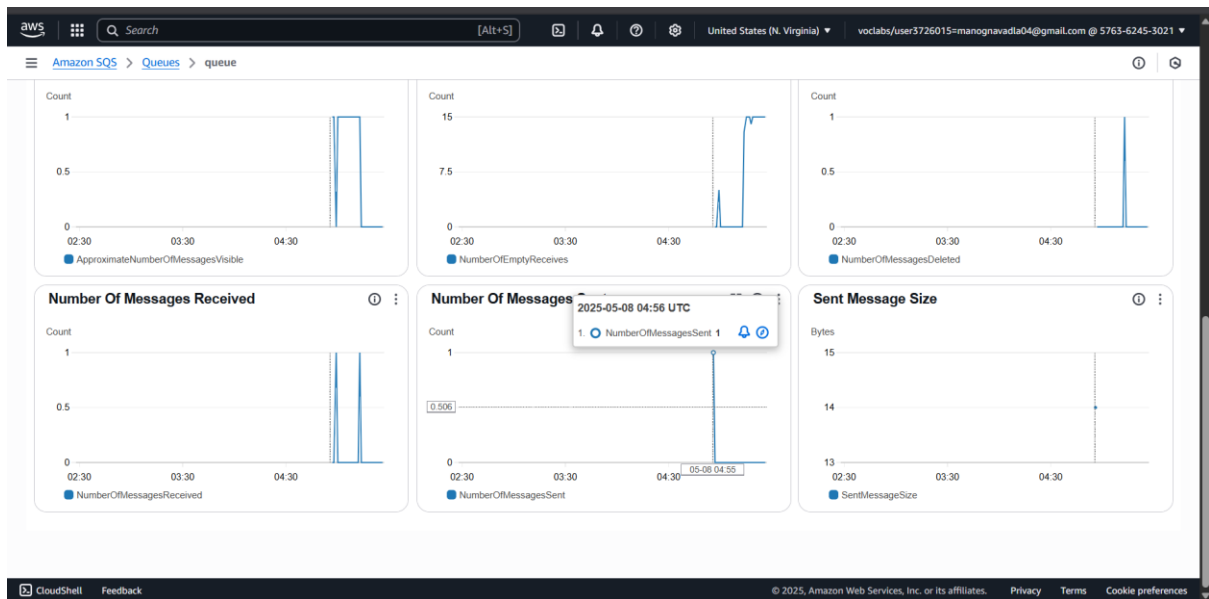 aws
Search
[Alt+S]
United States (N. Virginia)
voclabs/user3726015=manognavadla04@gmail.com @ 5763-6245-3021
Amazon SQS > Queues > queue
Count
1
0.5
0
02:30 03:30 04:30
ApproximateNumberOfMessagesVisible
Count
15
7.5
0
02:30 03:30 04:30
NumberOfEmptyReceives
Count
1
0.5
0
02:30 03:30 04:30
NumberOfMessagesDeleted
Number Of Messages Received
Count
1
0.5
0
02:30 03:30 04:30
NumberOfMessagesReceived
Number Of Messages
2025-05-08 04:56 UTC
1. NumberOfMessagesSent 1
Count
1
0.506
0
02:30 03:30 04:30
05-08 04:55
NumberOfMessagesSent
Sent Message Size
Bytes
15
14
13
02:30 03:30 04:30
SentMessageSize
CloudShell Feedback
© 2025, Amazon Web Services, Inc. or its affiliates. Privacy Terms Cookie preferences